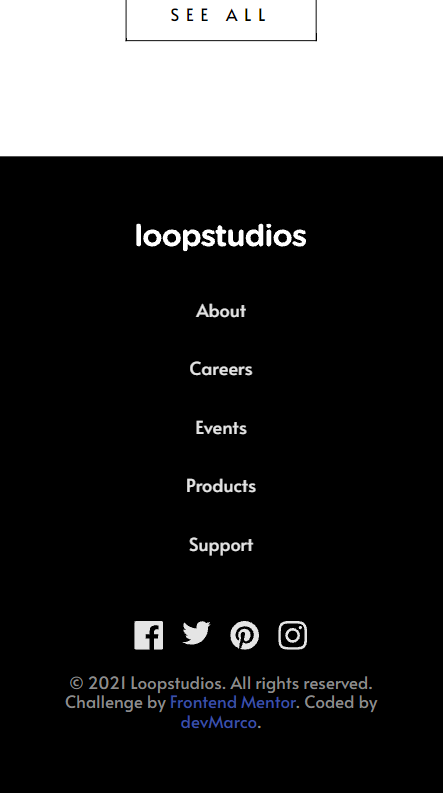 SEE ALL
loopstudios
About
Careers
Events
Products
Support
© 2021 Loopstudios. All rights reserved.
Challenge by Frontend Mentor. Coded by
devMarco.